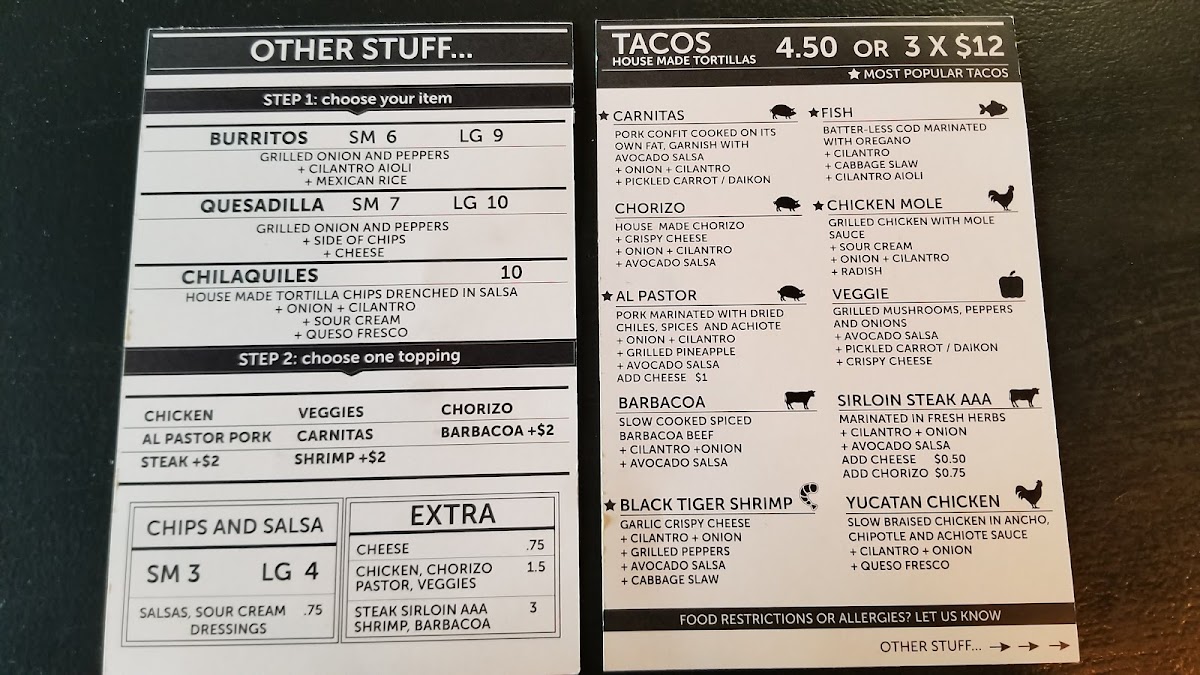 OTHER STUFF...
STEP 1: choose your item
BURRITOS SM 6 LG 9
GRILLED ONION AND PEPPERS
+ CILANTRO AIOLI
+ MEXICAN RICE
QUESADILLA SM 7 LG 10
GRILLED ONION AND PEPPERS
+ SIDE OF CHIPS
+ CHEESE
CHILAQUILES 10
HOUSE MADE TORTILLA CHIPS DRENCHED IN SALSA
+ ONION + CILANTRO
+ SOUR CREAM
+ QUESO FRESCO
STEP 2: choose one topping
CHICKEN VEGGIES CHORIZO
AL PASTOR PORK CARNITAS BARBACOA +$2
STEAK +$2 SHRIMP +$2
CHIPS AND SALSA
SM 3 LG 4
SALSAS, SOUR CREAM .75
DRESSINGS
EXTRA
CHEESE .75
CHICKEN, CHORIZO 1.5
PASTOR, VEGGIES
STEAK SIRLOIN AAA 3
SHRIMP, BARBACOA
TACOS 4.50 OR 3 X $12
HOUSE MADE TORTILLAS
★ MOST POPULAR TACOS
★ CARNITAS
PORK CONFIT COOKED ON ITS
OWN FAT, GARNISH WITH
AVOCADO SALSA
+ ONION + CILANTRO
+ PICKLED CARROT / DAIKON
CHORIZO
HOUSE MADE CHORIZO
+ CRISPY CHEESE
+ ONION + CILANTRO
+ AVOCADO SALSA
★ AL PASTOR
PORK MARINATED WITH DRIED
CHILES, SPICES AND ACHIOTE
+ ONION + CILANTRO
+ GRILLED PINEAPPLE
+ AVOCADO SALSA
ADD CHEESE $1
BARBACOA
SLOW COOKED SPICED
BARBACOA BEEF
+ CILANTRO +ONION
+ AVOCADO SALSA
★ BLACK TIGER SHRIMP
GARLIC CRISPY CHEESE
+ CILANTRO + ONION
+ GRILLED PEPPERS
+ AVOCADO SALSA
+ CABBAGE SLAW
★ FISH
BATTER-LESS COD MARINATED
WITH OREGANO
+ CILANTRO
+ CABBAGE SLAW
+ CILANTRO AIOLI
★ CHICKEN MOLE
GRILLED CHICKEN WITH MOLE
SAUCE
+ SOUR CREAM
+ ONION + CILANTRO
+ RADISH
VEGGIE
GRILLED MUSHROOMS, PEPPERS
AND ONIONS
+ AVOCADO SALSA
+ PICKLED CARROT / DAIKON
+ CRISPY CHEESE
SIRLOIN STEAK AAA
MARINATED IN FRESH HERBS
+ CILANTRO + ONION
+ AVOCADO SALSA
ADD CHEESE $0.50
ADD CHORIZO $0.75
YUCATAN CHICKEN
SLOW BRAISED CHICKEN IN ANCHO,
CHIPOTLE AND ACHIOTE SAUCE
+ CILANTRO + ONION
+ QUESO FRESCO
FOOD RESTRICTIONS OR ALLERGIES? LET US KNOW
OTHER STUFF... → → →